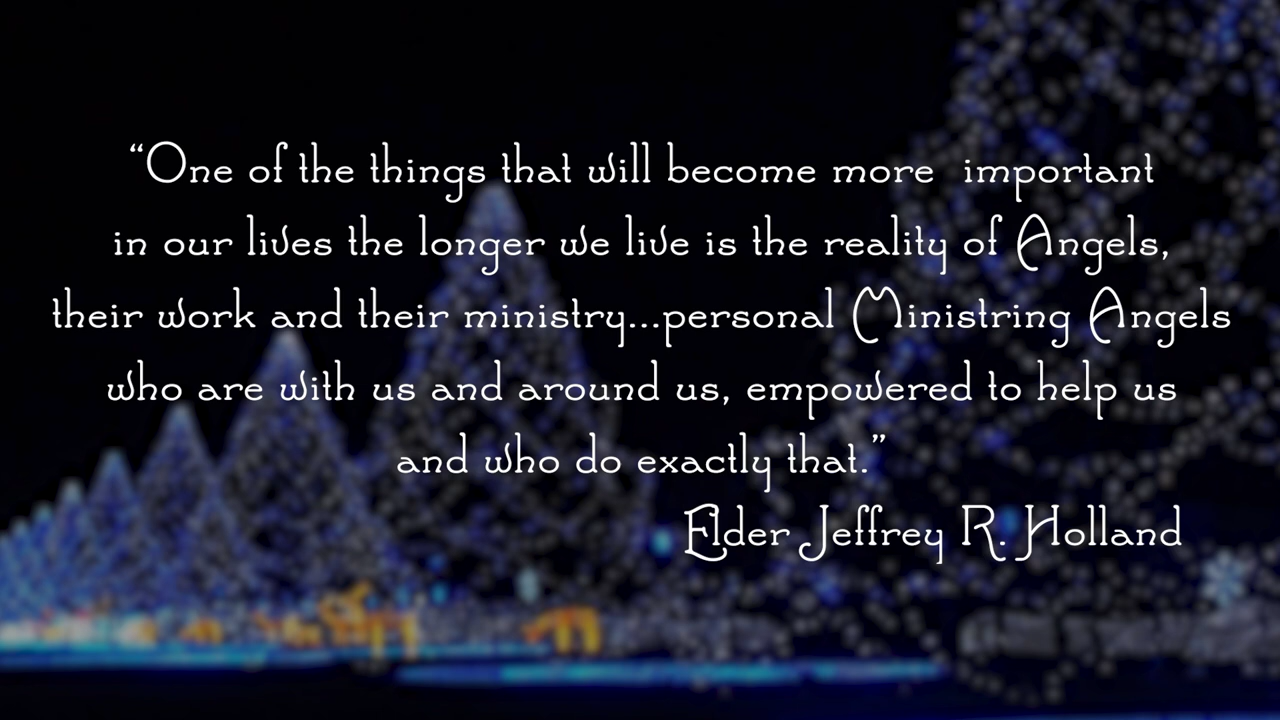 “One of the things that will become more important
in our lives the longer we live is the reality of Angels,
their work and their ministry...personal Ministring Angels
who are with us and around us, empowered to help us
and who do exactly that.”
Elder Jeffrey R. Holland